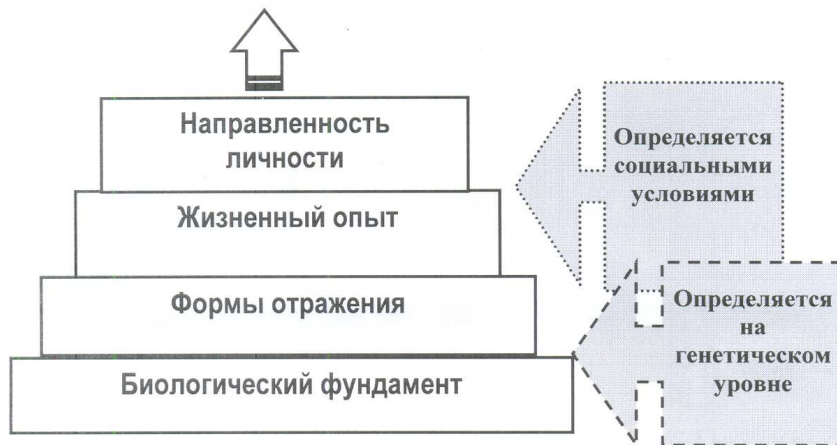 Направленность
личности
Жизненный опыт
Формы отражения
Биологический фундамент
Определяется
социальными
условиями
Определяется
на
генетическом
уровне